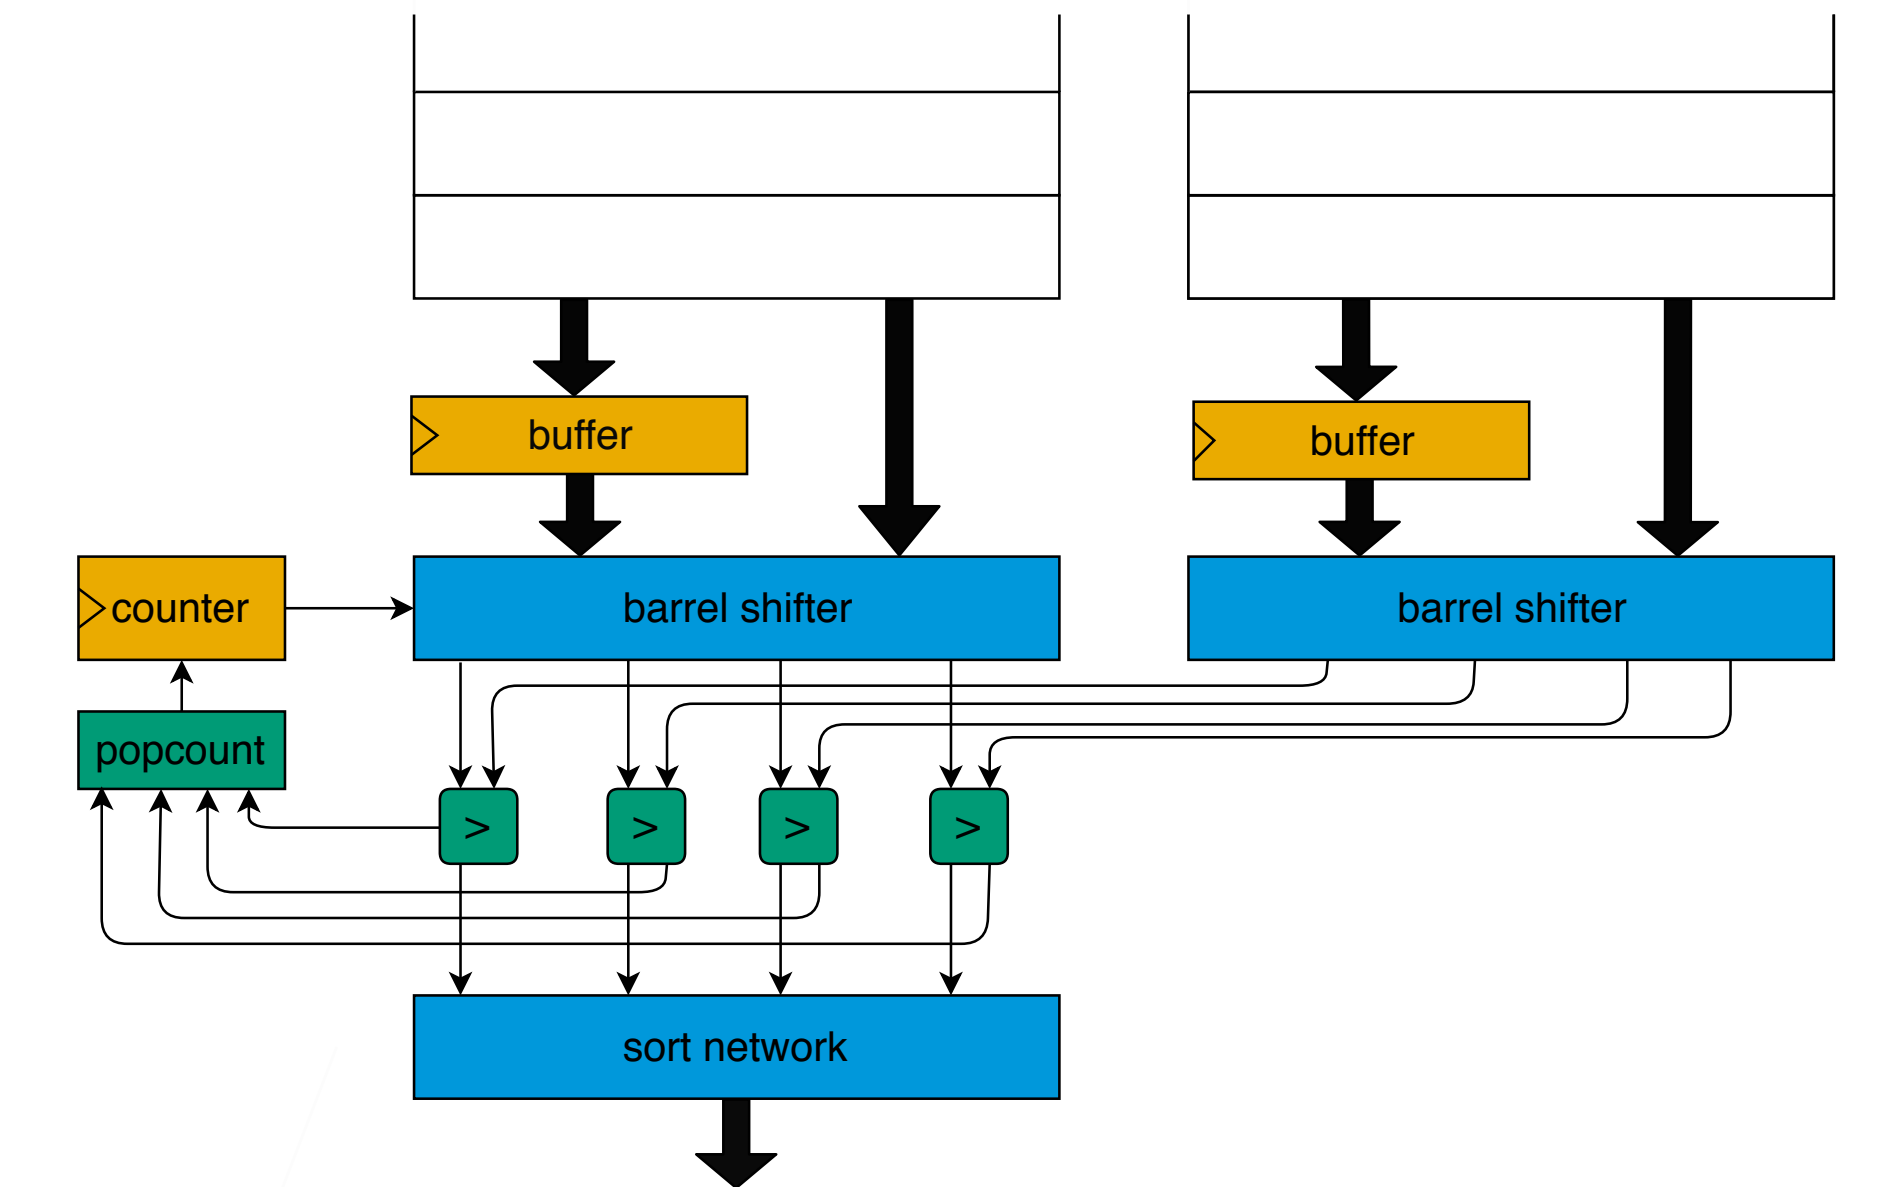 buffer
buffer
counter
barrel shifter
barrel shifter
popcount
>
>
>
>
sort network